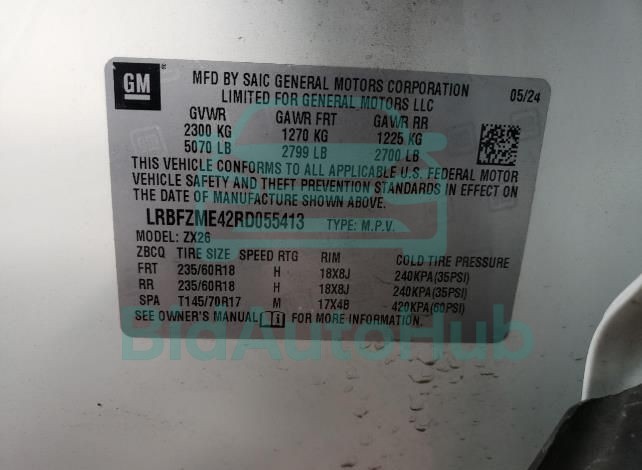 GM
MFD BY SAIC GENERAL MOTORS CORPORATION
LIMITED FOR GENERAL MOTORS LLC
05/24
GVWR GAWR FRT GAWR RR
2300 KG 1270 KG 1225 KG
5070 LB 2799 LB 2700 LB
THIS VEHICLE CONFORMS TO ALL APPLICABLE U.S. FEDERAL MOTOR
VEHICLE SAFETY AND THEFT PREVENTION STANDARDS IN EFFECT ON
THE DATE OF MANUFACTURE SHOWN ABOVE.
LRBFZME42RD055413 TYPE: M.P.V.
MODEL: ZX26
ZBCQ TIRE SIZE SPEED RTG RIM COLD TIRE PRESSURE
FRT 235/60R18 H 18X8J 240KPA(35PSI)
RR 235/60R18 H 18X8J 240KPA(35PSI)
SPA T145/70R17 M 17X4B 420KPA(60PSI)
SEE OWNER'S MANUAL FOR MORE INFORMATION.
BidAutoHub